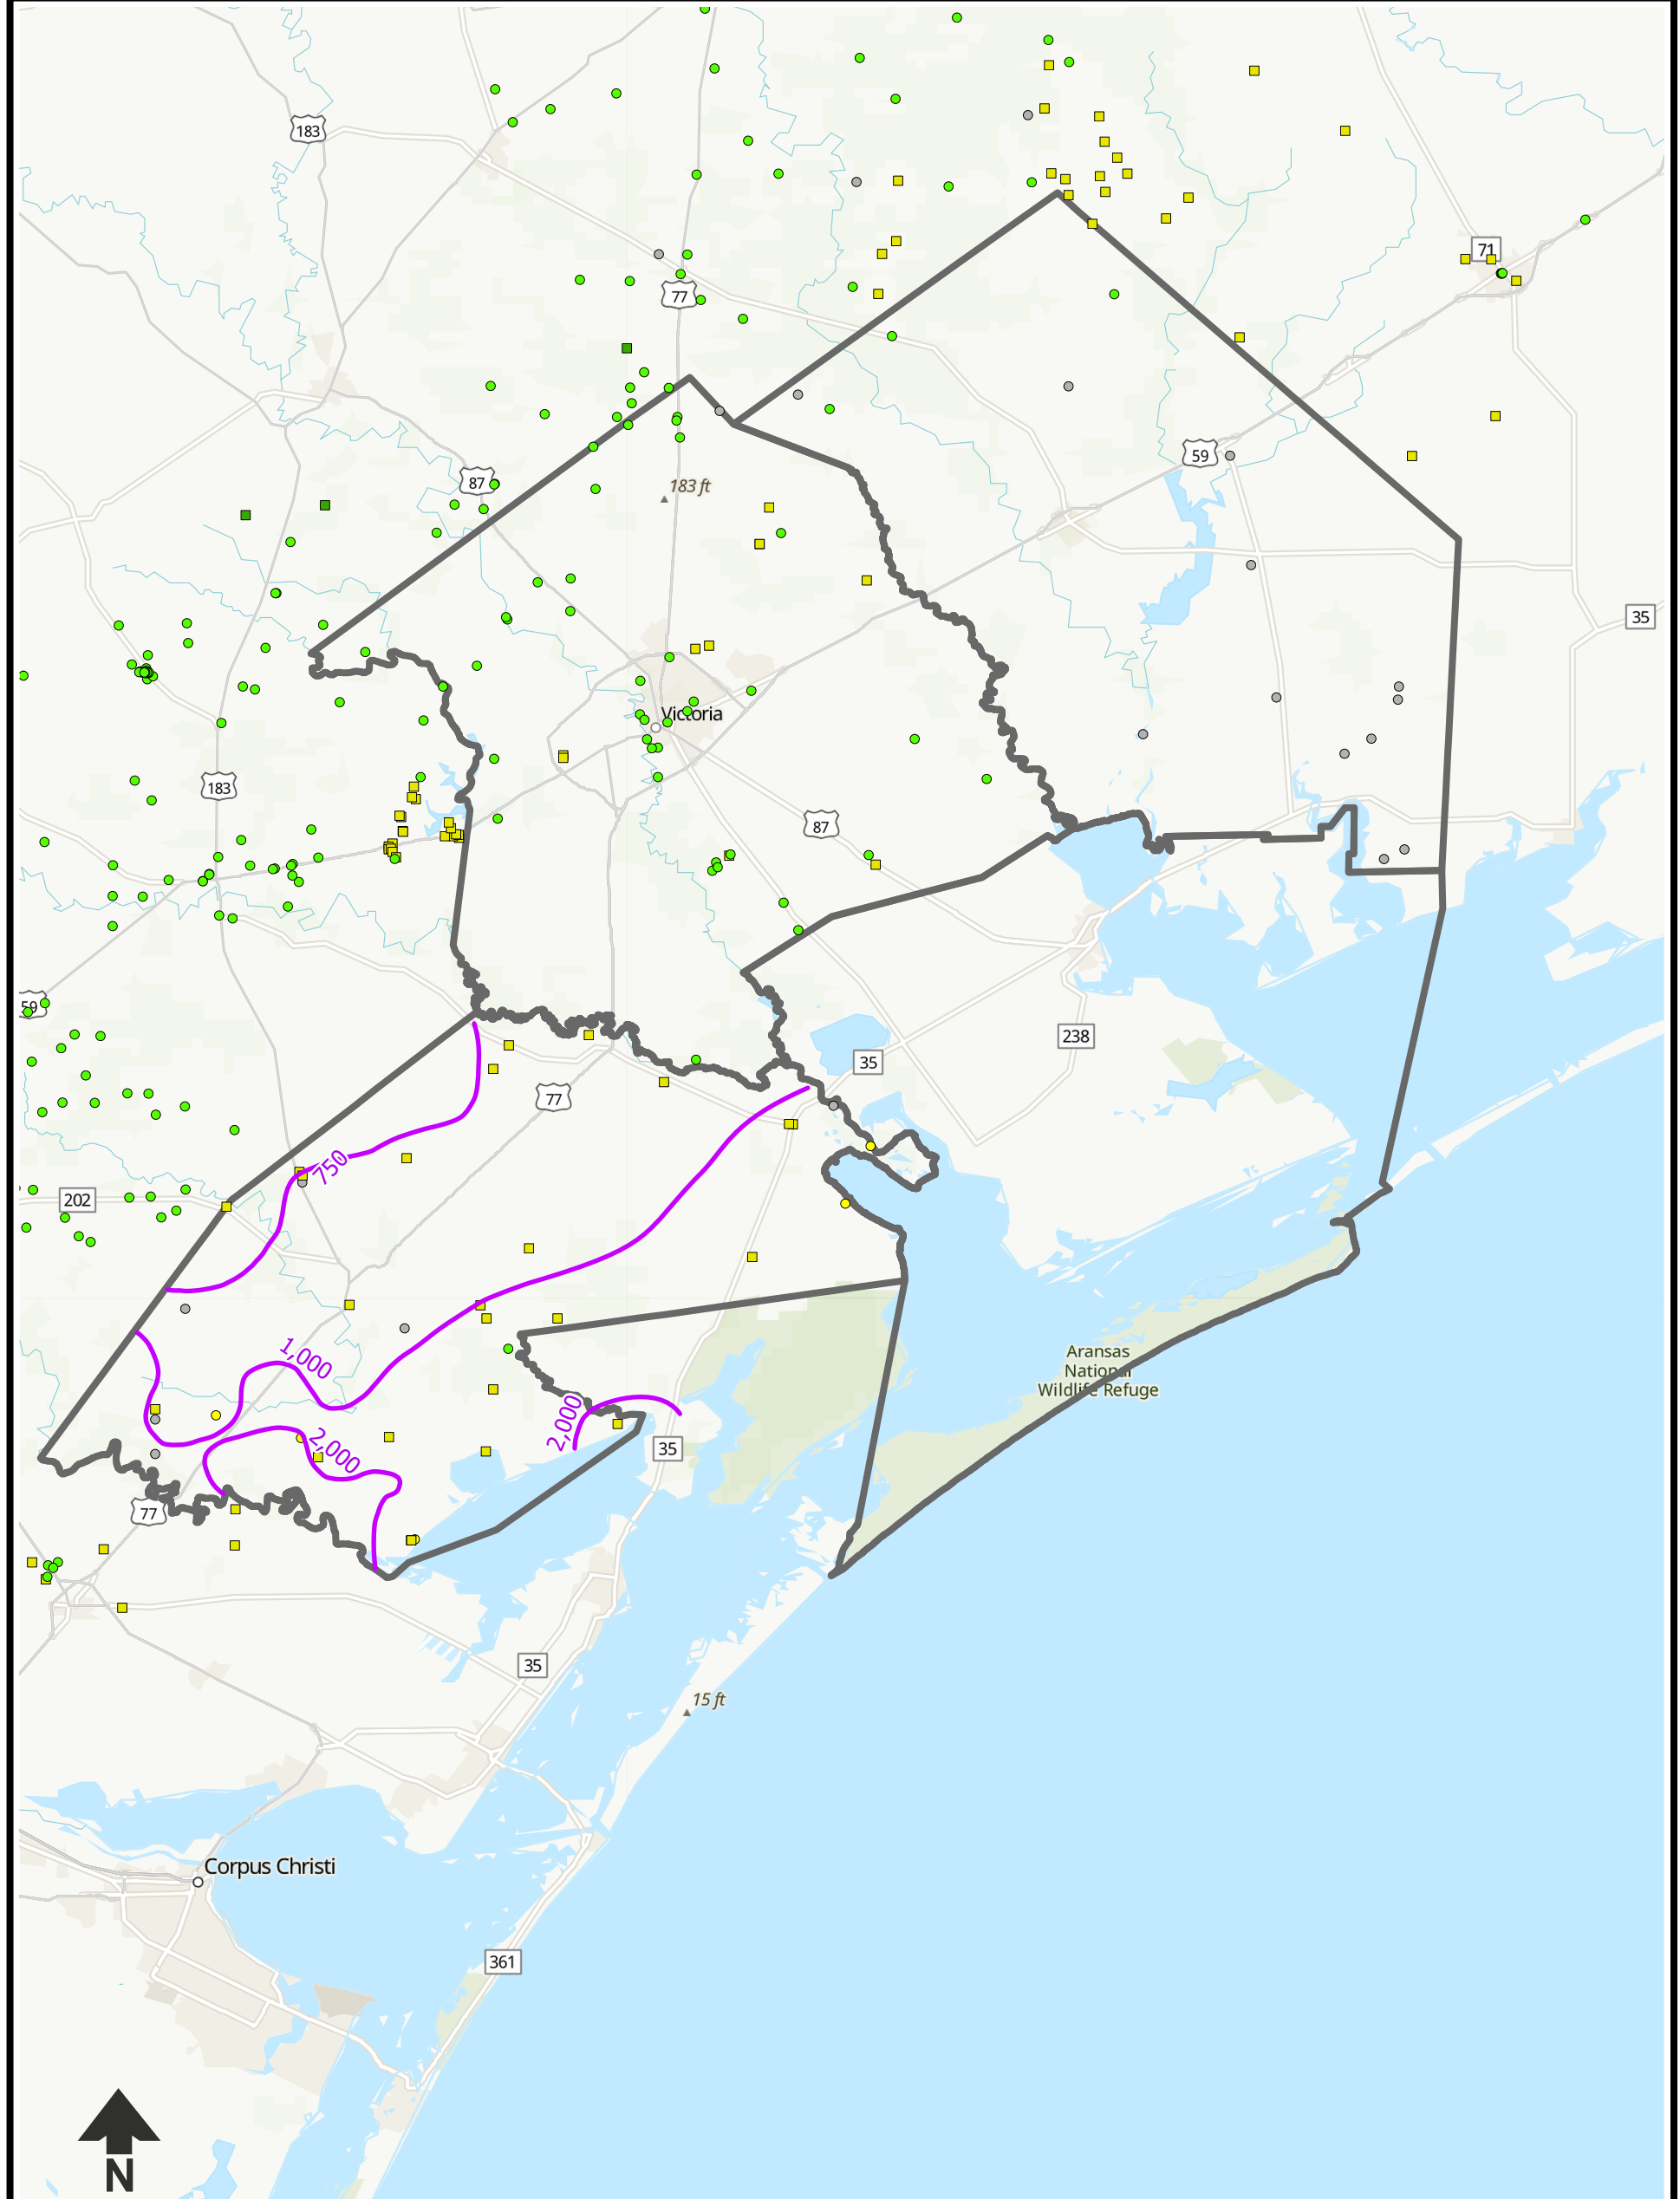 183
71
77
87
183 ft
59
35
Victoria
183
87
59
238
35
77
750
202
1,000
Aransas
National
Wildlife Refuge
2,000
2,000
35
77
35
15 ft
Corpus Christi
361
N